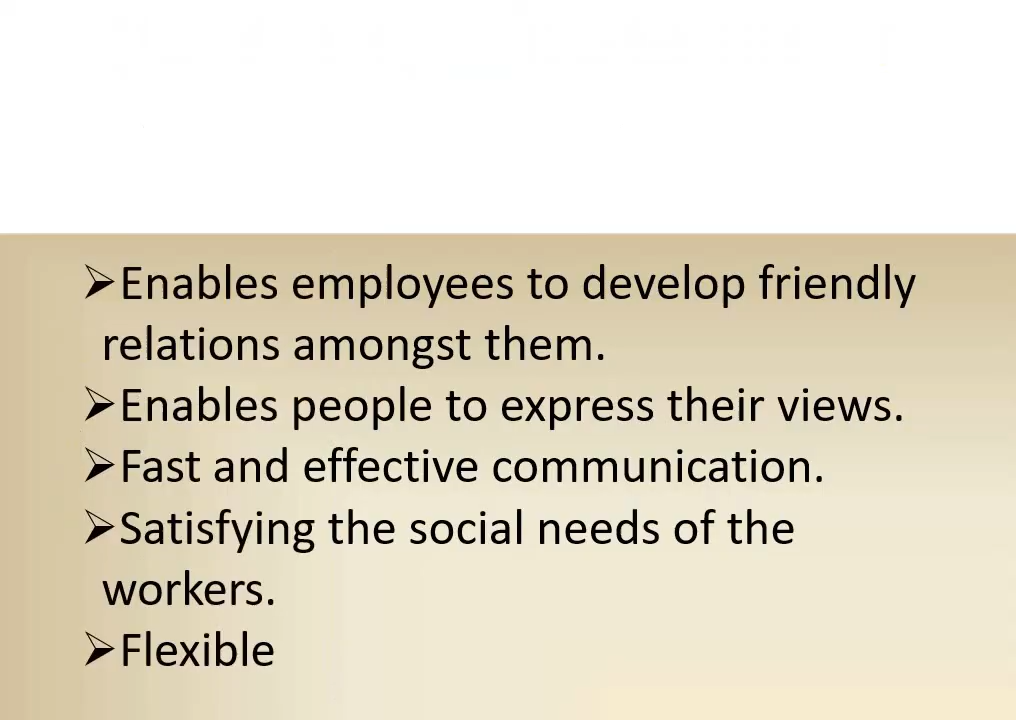 ➢Enables employees to develop friendly
relations amongst them.
➢Enables people to express their views.
➢Fast and effective communication.
➢Satisfying the social needs of the
workers.
➢Flexible